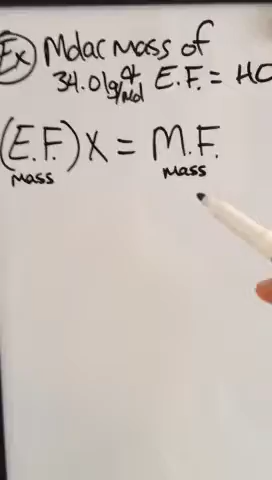 Ex Molar Mass of
34.01g/mol & E.F. = HO
(E.F.) X = M.F.
Mass Mass